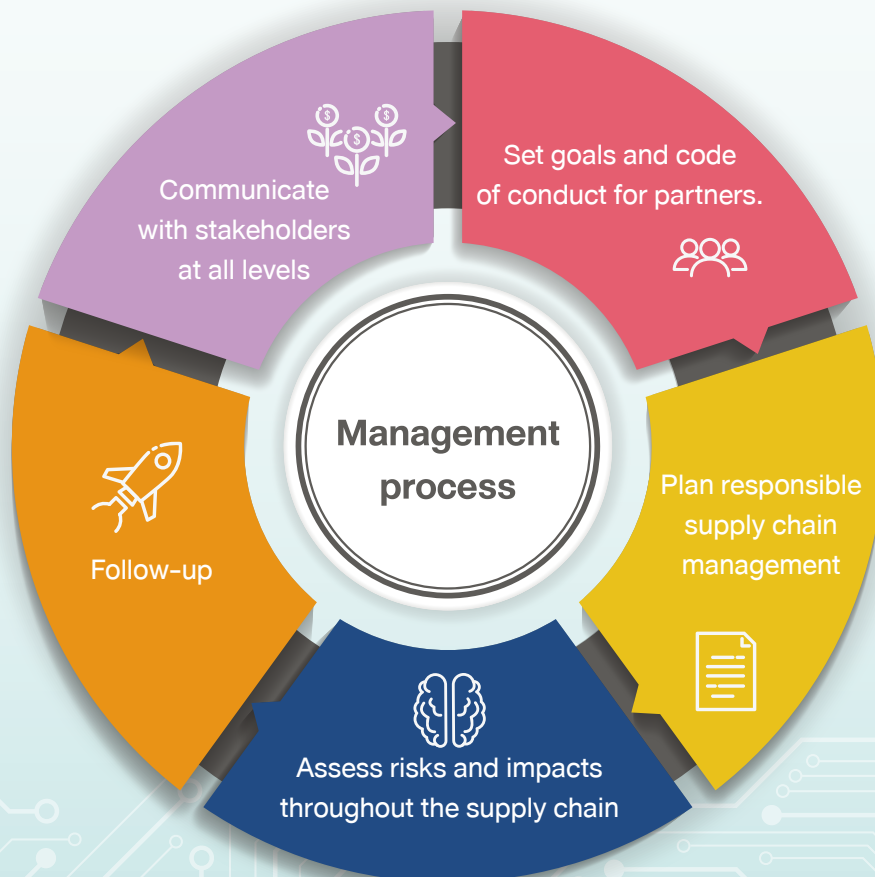 Set goals and code
of conduct for partners.
Plan responsible
supply chain
management
Assess risks and impacts
throughout the supply chain
Follow-up
Communicate
with stakeholders
at all levels
$ $ $
Management
process